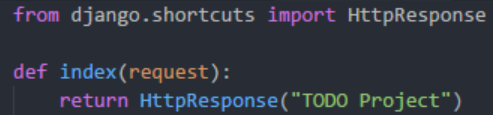 from django.shortcuts import HttpResponse
def index(request):
    return HttpResponse("TODO Project")